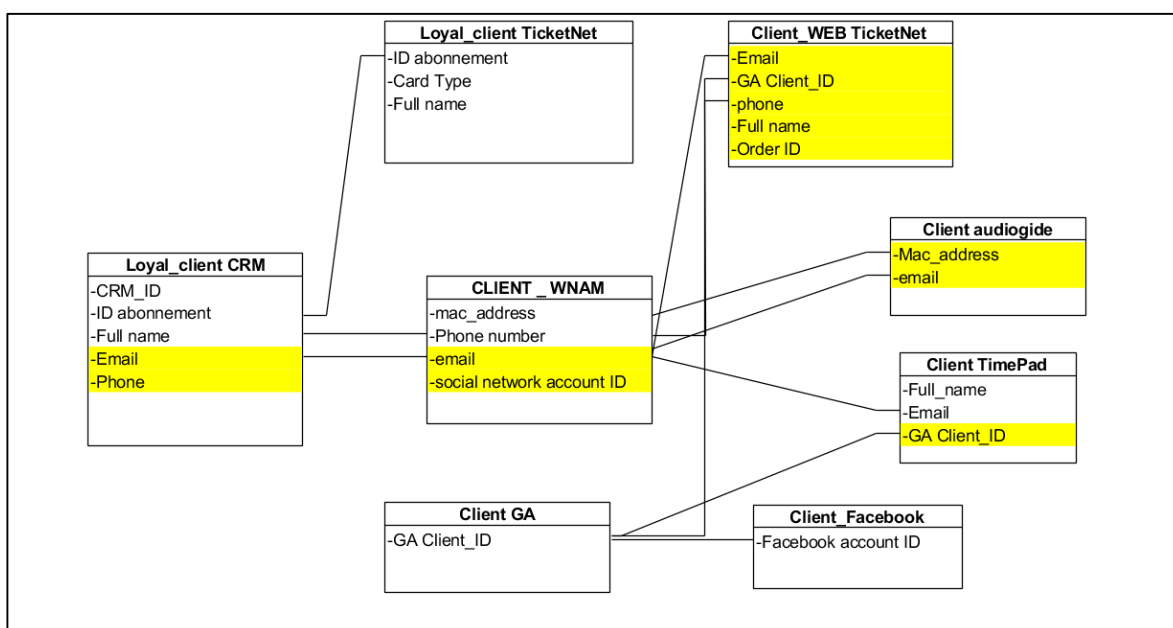 Loyal_client TicketNet
-ID abonnement
-Card Type
-Full name
Client_WEB TicketNet
-Email
-GA Client_ID
-phone
-Full name
-Order ID
Client audiogide
-Mac_address
-email
Loyal_client CRM
-CRM_ID
-ID abonnement
-Full name
-Email
-Phone
CLIENT _ WNAM
-mac_address
-Phone number
-email
-social network account ID
Client TimePad
-Full_name
-Email
-GA Client_ID
Client GA
-GA Client_ID
Client_Facebook
-Facebook account ID